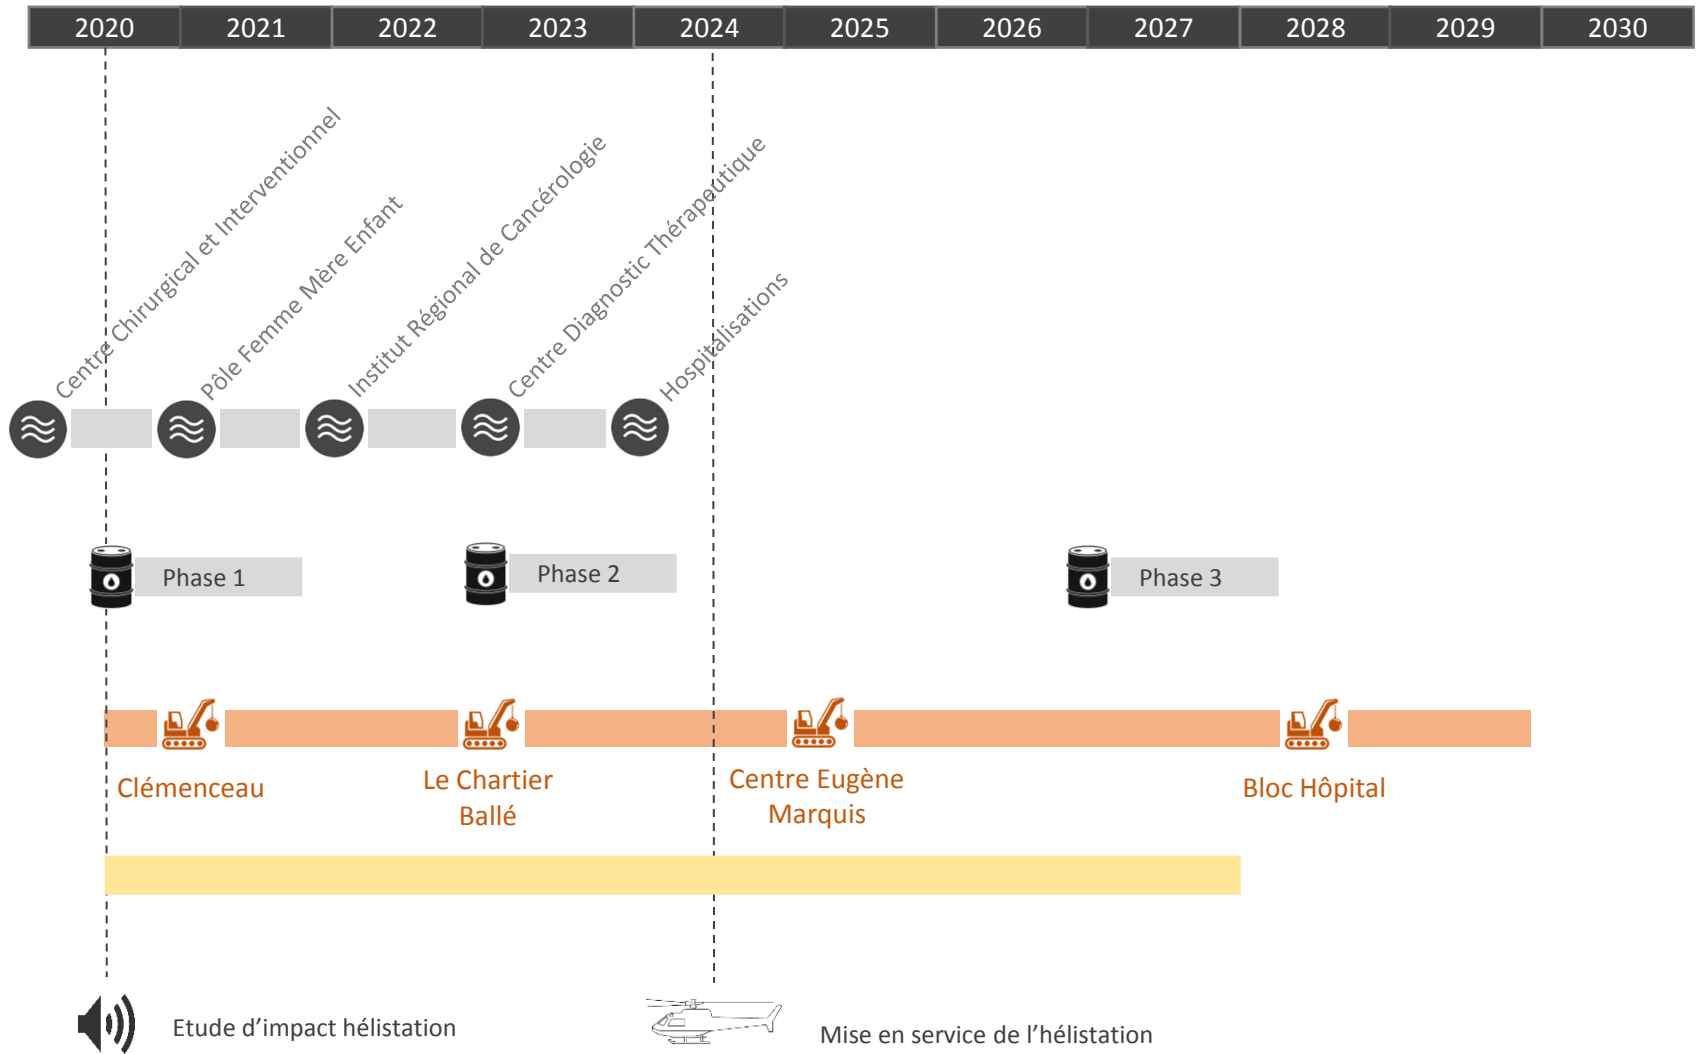 2020 2021 2022 2023 2024 2025 2026 2027 2028 2029 2030
Centre Chirurgical et Interventionnel
Pôle Femme Mère Enfant
Institut Régional de Cancérologie
Centre Diagnostic Thérapeutique
Hospitalisations
Phase 1
Phase 2
Phase 3
Clémenceau
Le Chartier
Ballé
Centre Eugène
Marquis
Bloc Hôpital
Etude d’impact hélistation
Mise en service de l’hélistation